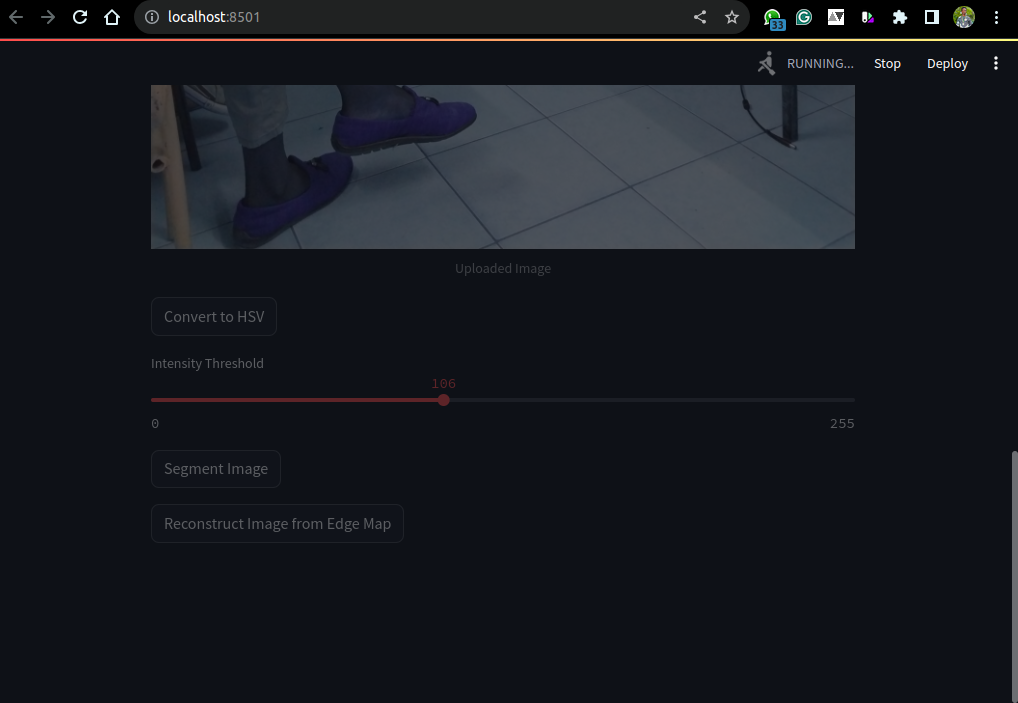 localhost:8501
33
RUNNING...
Stop
Deploy
Uploaded Image
Convert to HSV
Intensity Threshold
106
0
255
Segment Image
Reconstruct Image from Edge Map